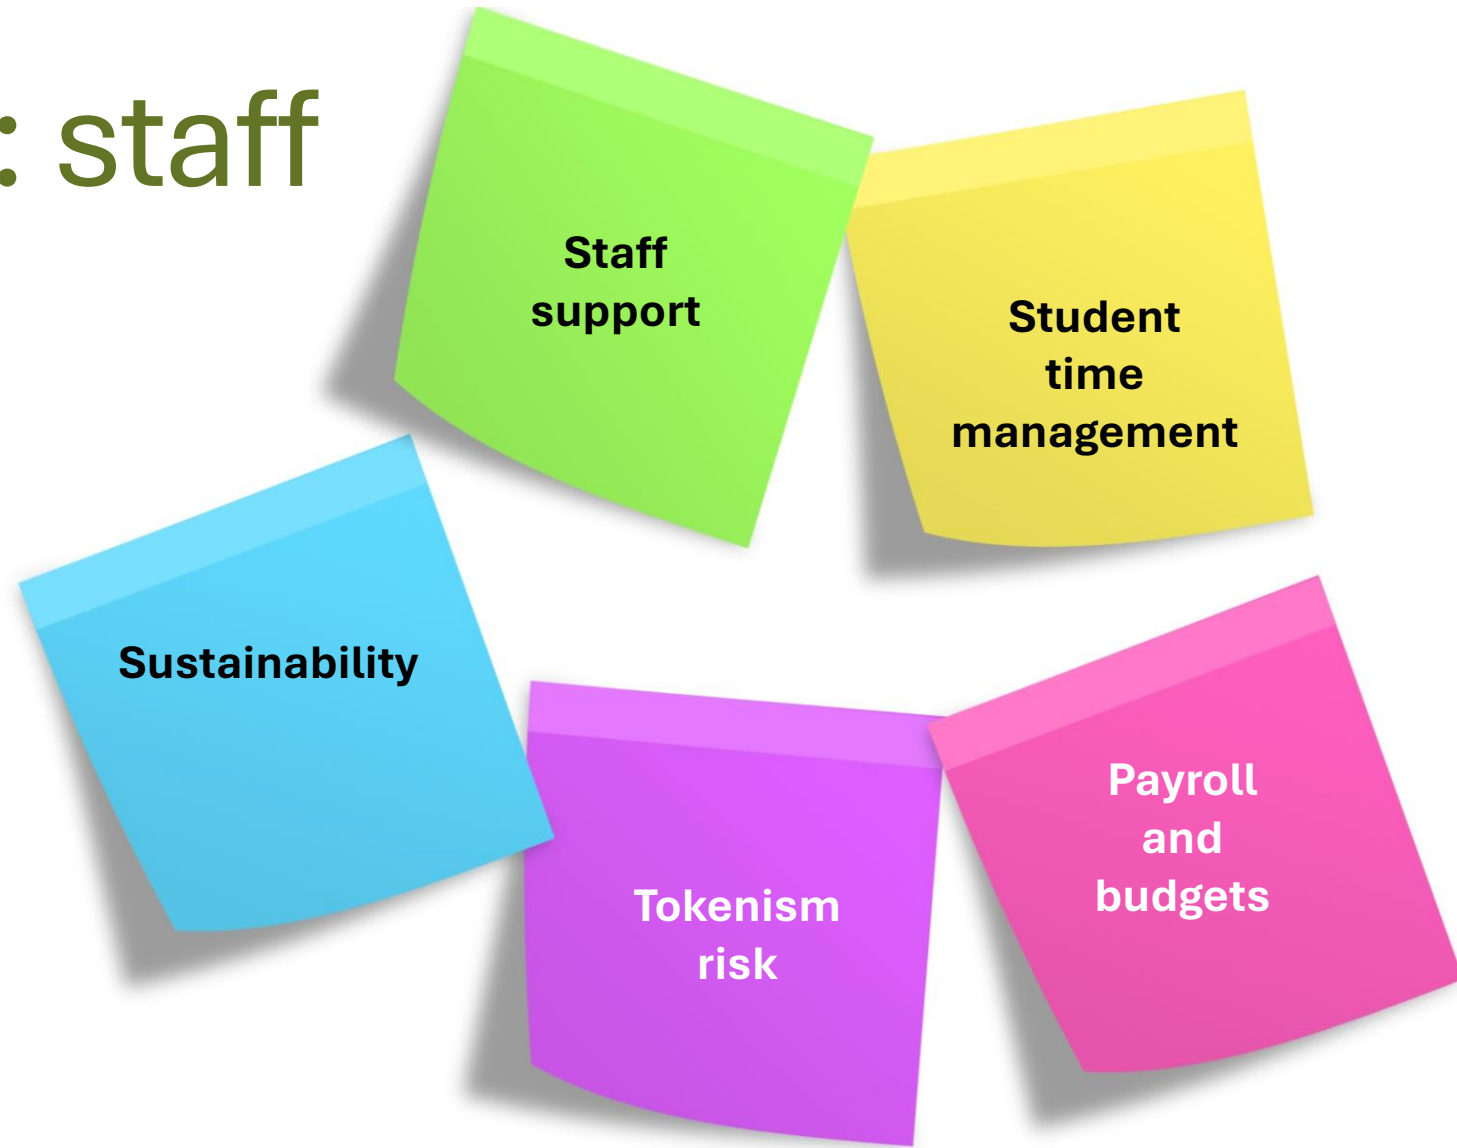 : staff
Staff
support
Student
time
management
Sustainability
Tokenism
risk
Payroll
and
budgets